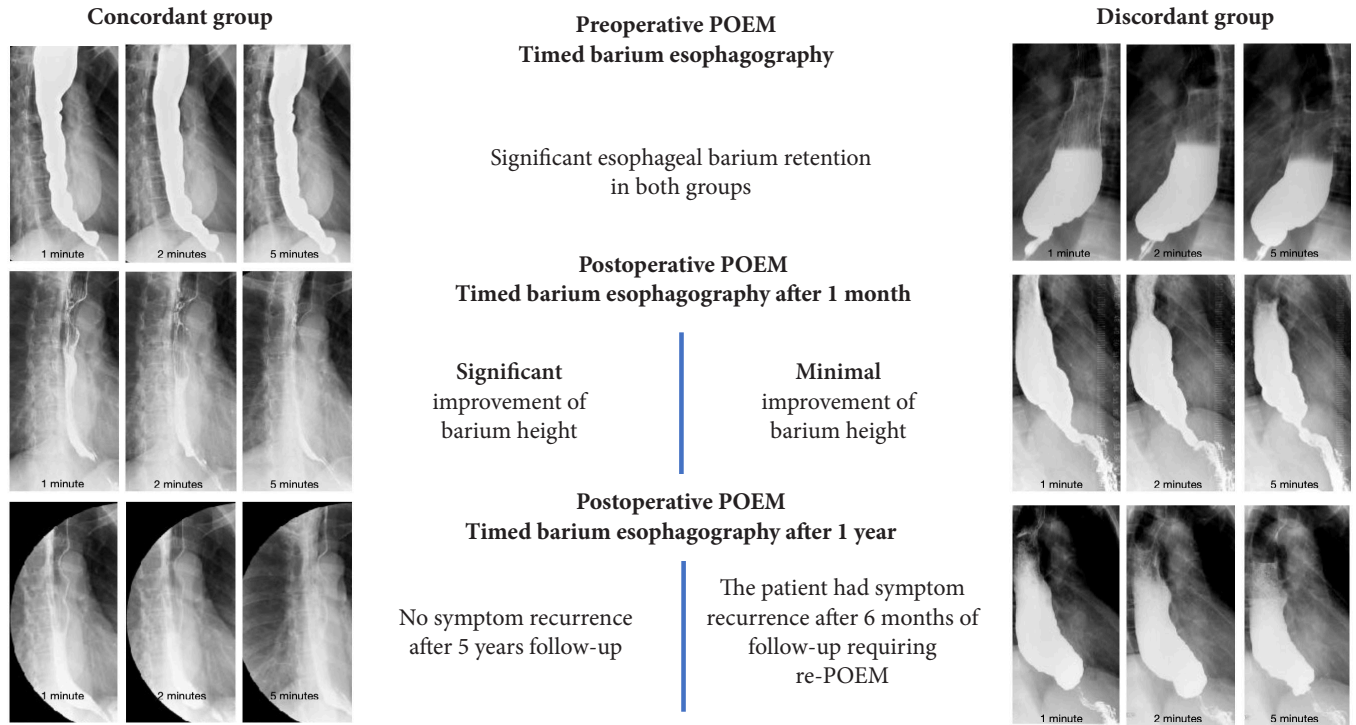 Concordant group
Preoperative POEM
Timed barium esophagography
Discordant group
1 minute
2 minutes
5 minutes
Significant esophageal barium retention
in both groups
1 minute
2 minutes
5 minutes
Postoperative POEM
Timed barium esophagography after 1 month
1 minute
2 minutes
5 minutes
Significant
improvement of
barium height
Minimal
improvement of
barium height
1 minute
2 minutes
5 minutes
Postoperative POEM
Timed barium esophagography after 1 year
1 minute
2 minutes
5 minutes
No symptom recurrence
after 5 years follow-up
The patient had symptom
recurrence after 6 months of
follow-up requiring
re-POEM
1 minute
2 minutes
5 minutes